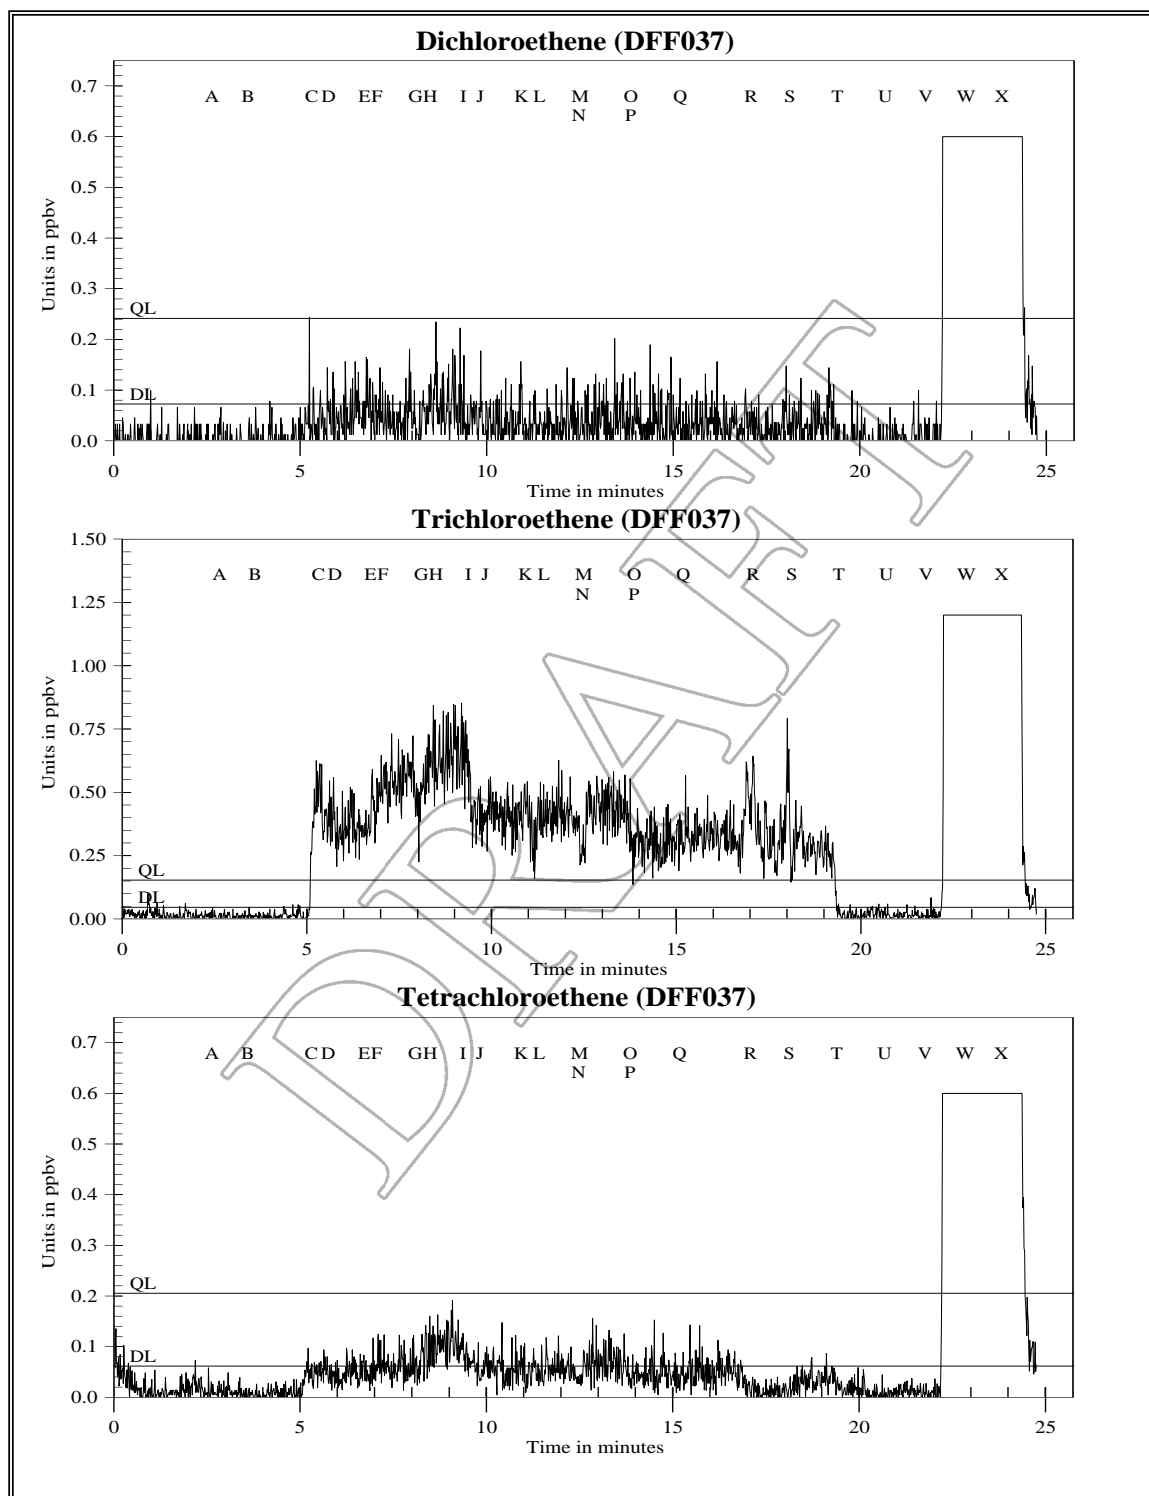 Dichloroethene (DFF037)
0.7
A B C D E F G H I J K L M O Q R S T U V W X
N P
0.6
0.5
Units in ppbv
0.4
0.3
QL
0.2
0.1
DL
0.0
0 5 10 15 20 25
Time in minutes
Trichloroethene (DFF037)
1.50
A B C D E F G H I J K L M O Q R S T U V W X
N P
1.25
1.00
Units in ppbv
0.75
0.50
0.25
QL
DL
0.00
0 5 10 15 20 25
Time in minutes
Tetrachloroethene (DFF037)
0.7
A B C D E F G H I J K L M O Q R S T U V W X
N P
0.6
0.5
Units in ppbv
0.4
0.3
QL
0.2
0.1
DL
0.0
0 5 10 15 20 25
Time in minutes
DRAFT